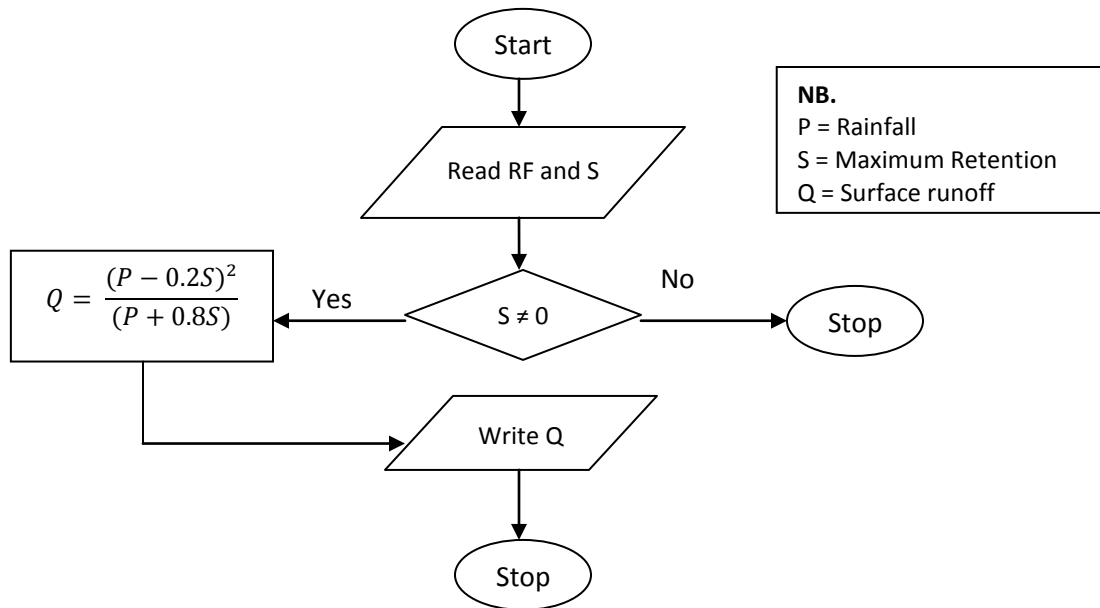 Start
NB.
P = Rainfall
S = Maximum Retention
Q = Surface runoff
Read RF and S
S ≠ 0
Yes
No
Q = (P − 0.2S)² / (P + 0.8S)
Stop
Write Q
Stop